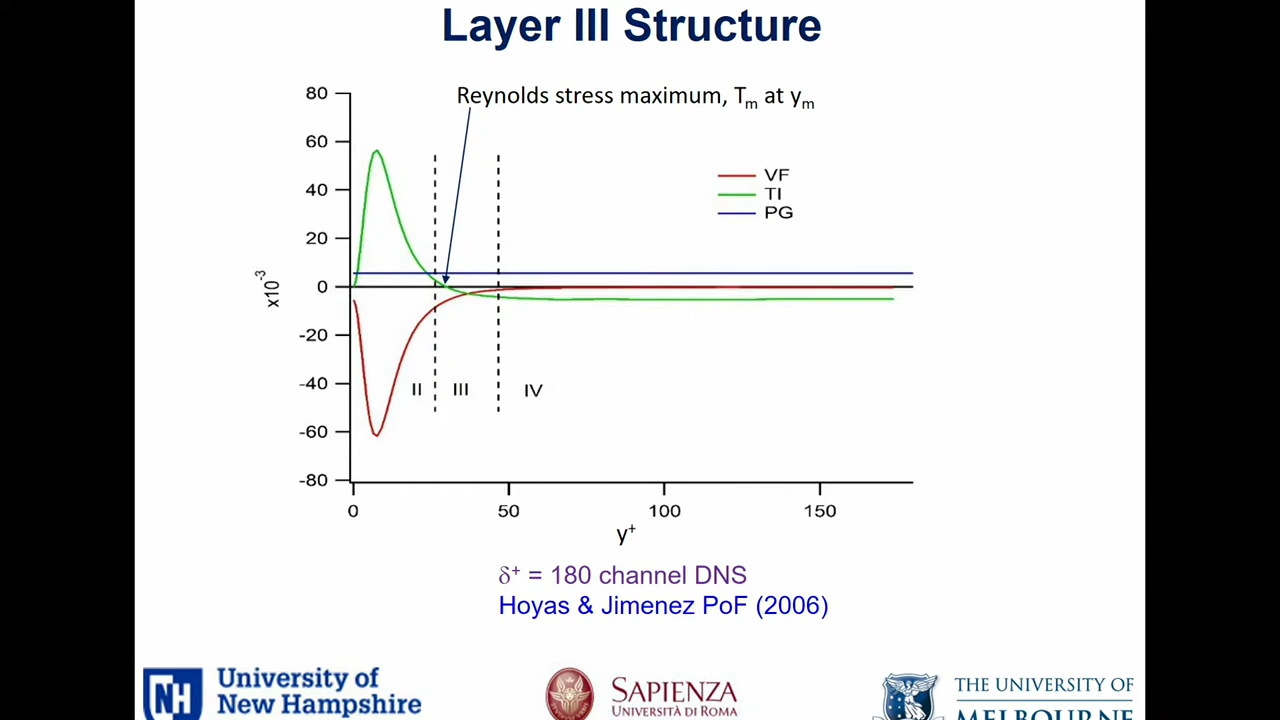 Layer III Structure
Reynolds stress maximum, Tm at ym
80
60
40
20
0
-20
-40
-60
-80
x10-3
VF
TI
PG
II
III
IV
0
50
100
150
y+
δ+ = 180 channel DNS
Hoyas & Jimenez PoF (2006)
University of
New Hampshire
NH
SAPIENZA
UNIVERSITÀ DI ROMA
THE UNIVERSITY OF
MELBOURNE